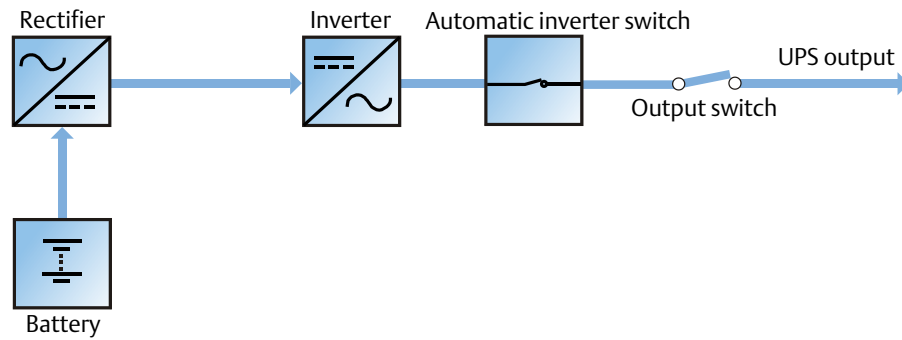 Rectifier
Inverter
Automatic inverter switch
UPS output
Output switch
Battery